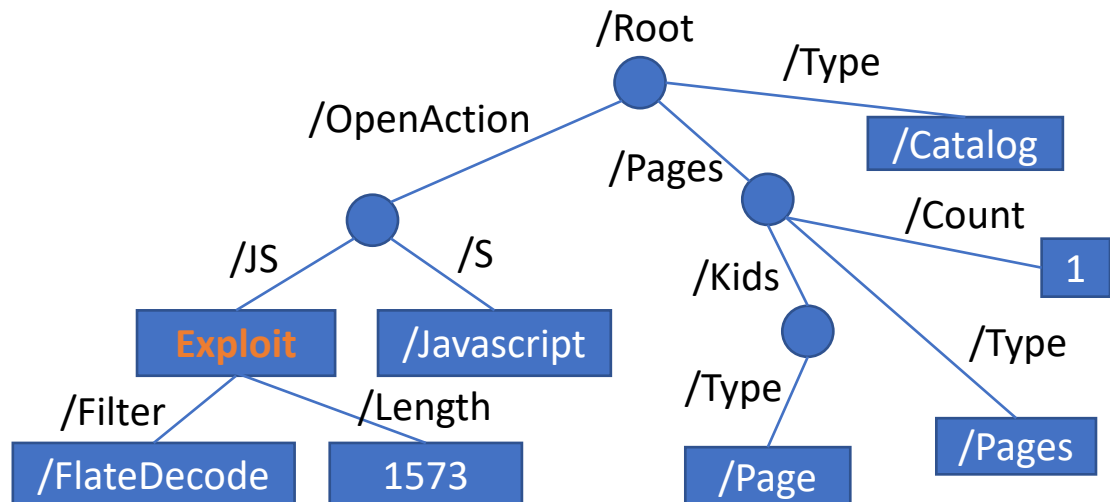 /Root
/Type
/OpenAction
/Catalog
/Pages
/Count
/JS
/S
/Kids
1
Exploit
/Javascript
/Type
/Type
/Filter
/Length
/FlateDecode
1573
/Page
/Pages